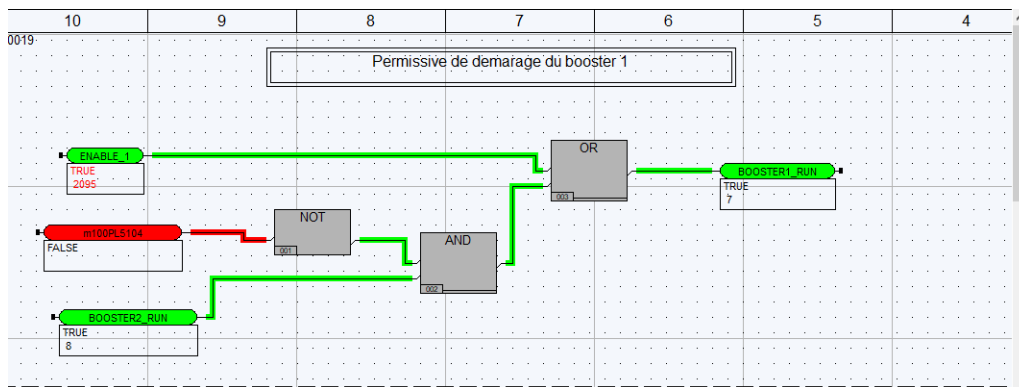 10 9 8 7 6 5 4
0019
Permissive de demarage du booster 1
ENABLE_1
TRUE
2095
OR
003
BOOSTER1_RUN
TRUE
7
m100PL5104
FALSE
NOT
001
AND
002
BOOSTER2_RUN
TRUE
8